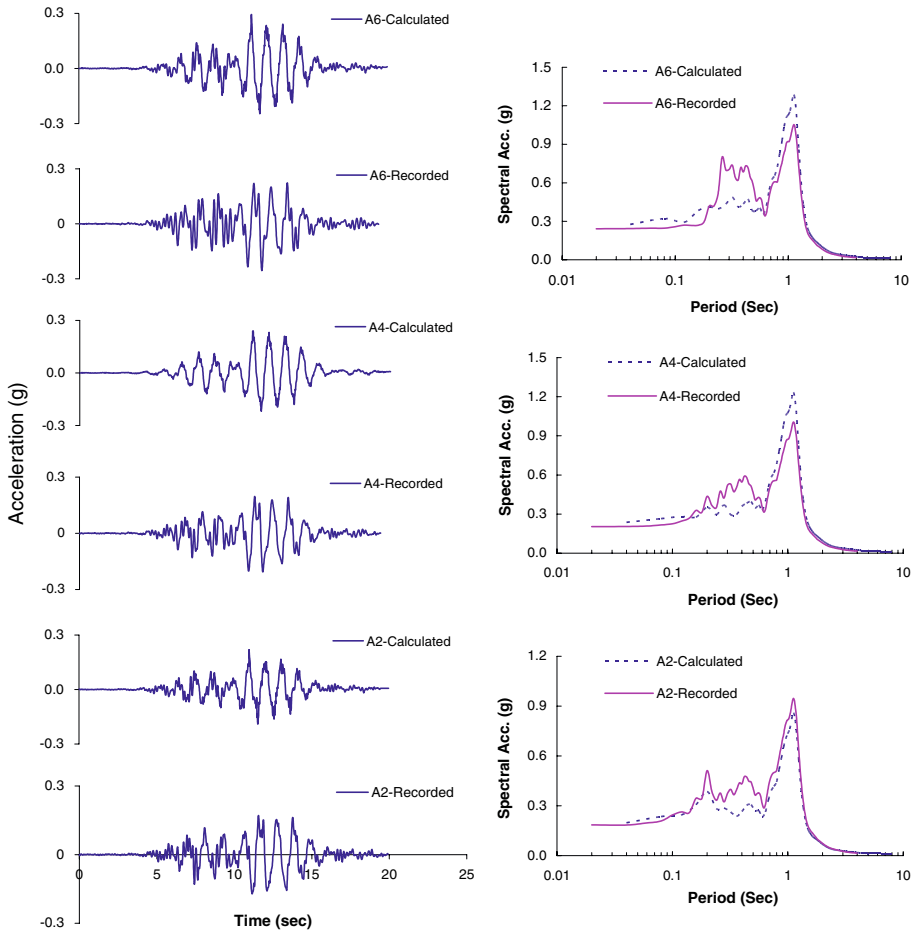 Acceleration (g)
0.3
0.0
-0.3
A6-Calculated
0.3
0
-0.3
A6-Recorded
0.3
0.0
-0.3
A4-Calculated
0.3
0
-0.3
A4-Recorded
0.3
0.0
-0.3
A2-Calculated
0.3
0
-0.3
A2-Recorded
0 5 10 15 20 25
Time (sec)
Spectral Acc. (g)
1.5
1.2
0.9
0.6
0.3
0.0
A6-Calculated
A6-Recorded
0.01 0.1 1 10
Period (Sec)
Spectral Acc. (g)
1.5
1.2
0.9
0.6
0.3
0.0
A4-Calculated
A4-Recorded
0.01 0.1 1 10
Period (Sec)
Spectral Acc. (g)
1.2
0.9
0.6
0.3
0.0
A2-Calculated
A2-Recorded
0.01 0.1 1 10
Period (Sec)